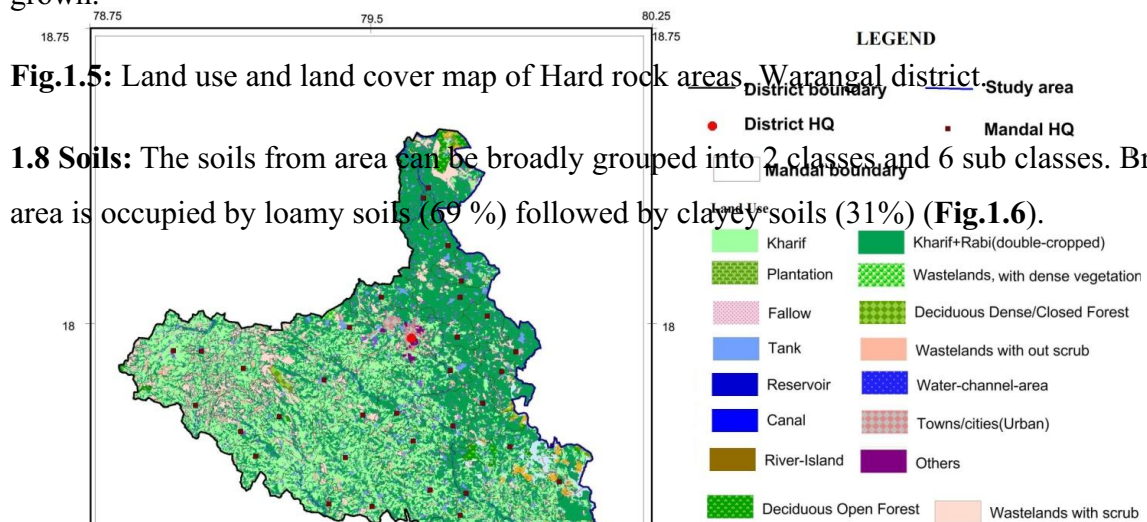 grown.
78.75 79.5 80.25
18.75 18.75
LEGEND
Fig.1.5: Land use and land cover map of Hard rock areas, Warangal district.
District boundary Study area
District HQ Mandal HQ
1.8 Soils: The soils from area can be broadly grouped into 2 classes and 6 sub classes. Br
Mandal boundary
area is occupied by loamy soils (69 %) followed by clayey soils (31%) (Fig.1.6).
Land Use
Kharif Kharif+Rabi(double-cropped)
Plantation Wastelands, with dense vegetation
Fallow Deciduous Dense/Closed Forest
18 18
Tank Wastelands with out scrub
Reservoir Water-channel-area
Canal Towns/cities(Urban)
River-Island Others
Deciduous Open Forest Wastelands with scrub